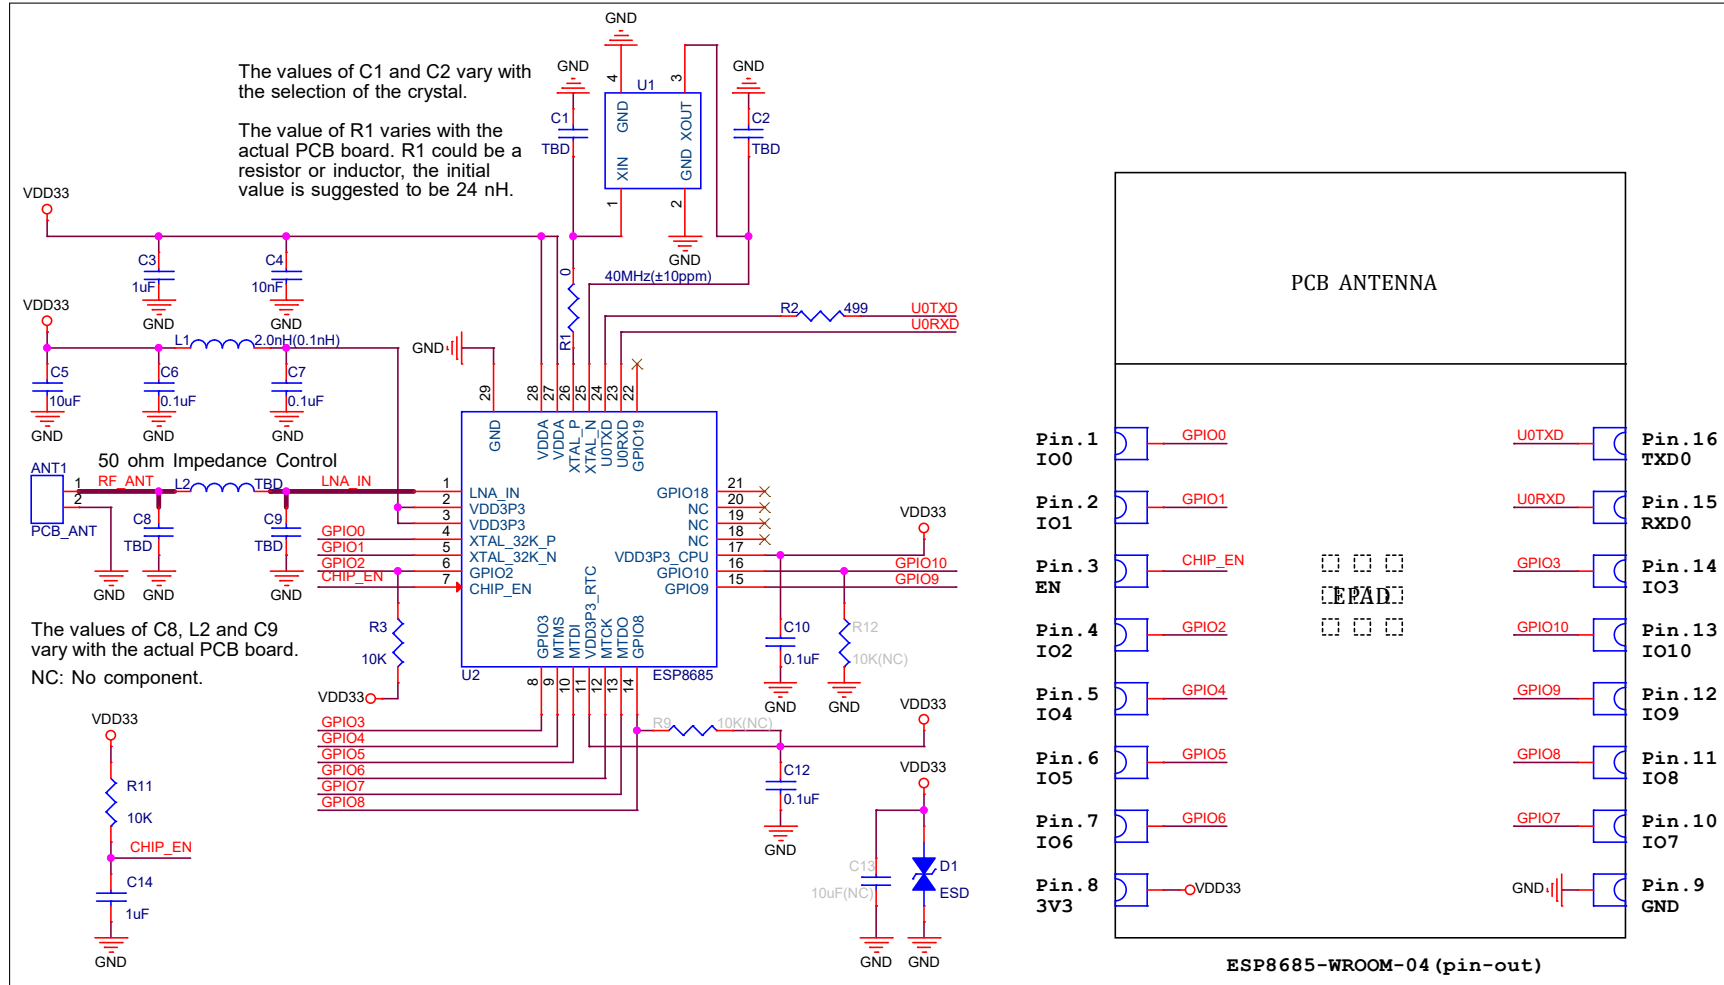 GND
The values of C1 and C2 vary with
the selection of the crystal.
The value of R1 varies with the
actual PCB board. R1 could be a
resistor or inductor, the initial
value is suggested to be 24 nH.
GND
C1
TBD
U1
4
3
GND
XOUT
XIN
GND
1
2
GND
GND
C2
TBD
40MHz(±10ppm)
VDD33
C3
1uF
GND
C4
10nF
GND
VDD33
L1
2.0nH(0.1nH)
C5
10uF
GND
C6
0.1uF
GND
C7
0.1uF
GND
GND
0
R1
R2
499
U0TXD
U0RXD
29
28
27
26
25
24
23
22
GND
VDDA
VDDA
XTAL_P
XTAL_N
U0TXD
U0RXD
GPIO19
50 ohm Impedance Control
ANT1
1
2
PCB_ANT
RF_ANT
L2
TBD
LNA_IN
C8
TBD
C9
TBD
GND
GND
GND
GPIO0
GPIO1
GPIO2
CHIP_EN
1
2
3
4
5
6
7
LNA_IN
VDD3P3
VDD3P3
XTAL_32K_P
XTAL_32K_N
GPIO2
CHIP_EN
GPIO18
NC
NC
NC
VDD3P3_CPU
GPIO10
GPIO9
21
20
19
18
17
16
15
VDD33
GPIO10
GPIO9
GPIO3
MTMS
MTDI
VDD3P3_RTC
MTCK
MTDO
GPIO8
U2
ESP8685
8
9
10
11
12
13
14
The values of C8, L2 and C9
vary with the actual PCB board.
NC: No component.
R3
10K
VDD33
C10
0.1uF
GND
R12
10K(NC)
GND
GPIO3
GPIO4
GPIO5
GPIO6
GPIO7
GPIO8
R9
10K(NC)
VDD33
C12
0.1uF
GND
VDD33
R11
10K
CHIP_EN
C14
1uF
GND
VDD33
C13
10uF(NC)
GND
D1
ESD
GND
PCB ANTENNA
EPAD
Pin.1
IO0
GPIO0
Pin.2
IO1
GPIO1
Pin.3
EN
CHIP_EN
Pin.4
IO2
GPIO2
Pin.5
IO4
GPIO4
Pin.6
IO5
GPIO5
Pin.7
IO6
GPIO6
Pin.8
3V3
VDD33
U0TXD
Pin.16
TXD0
U0RXD
Pin.15
RXD0
GPIO3
Pin.14
IO3
GPIO10
Pin.13
IO10
GPIO9
Pin.12
IO9
GPIO8
Pin.11
IO8
GPIO7
Pin.10
IO7
GND
Pin.9
GND
ESP8685-WROOM-04(pin-out)